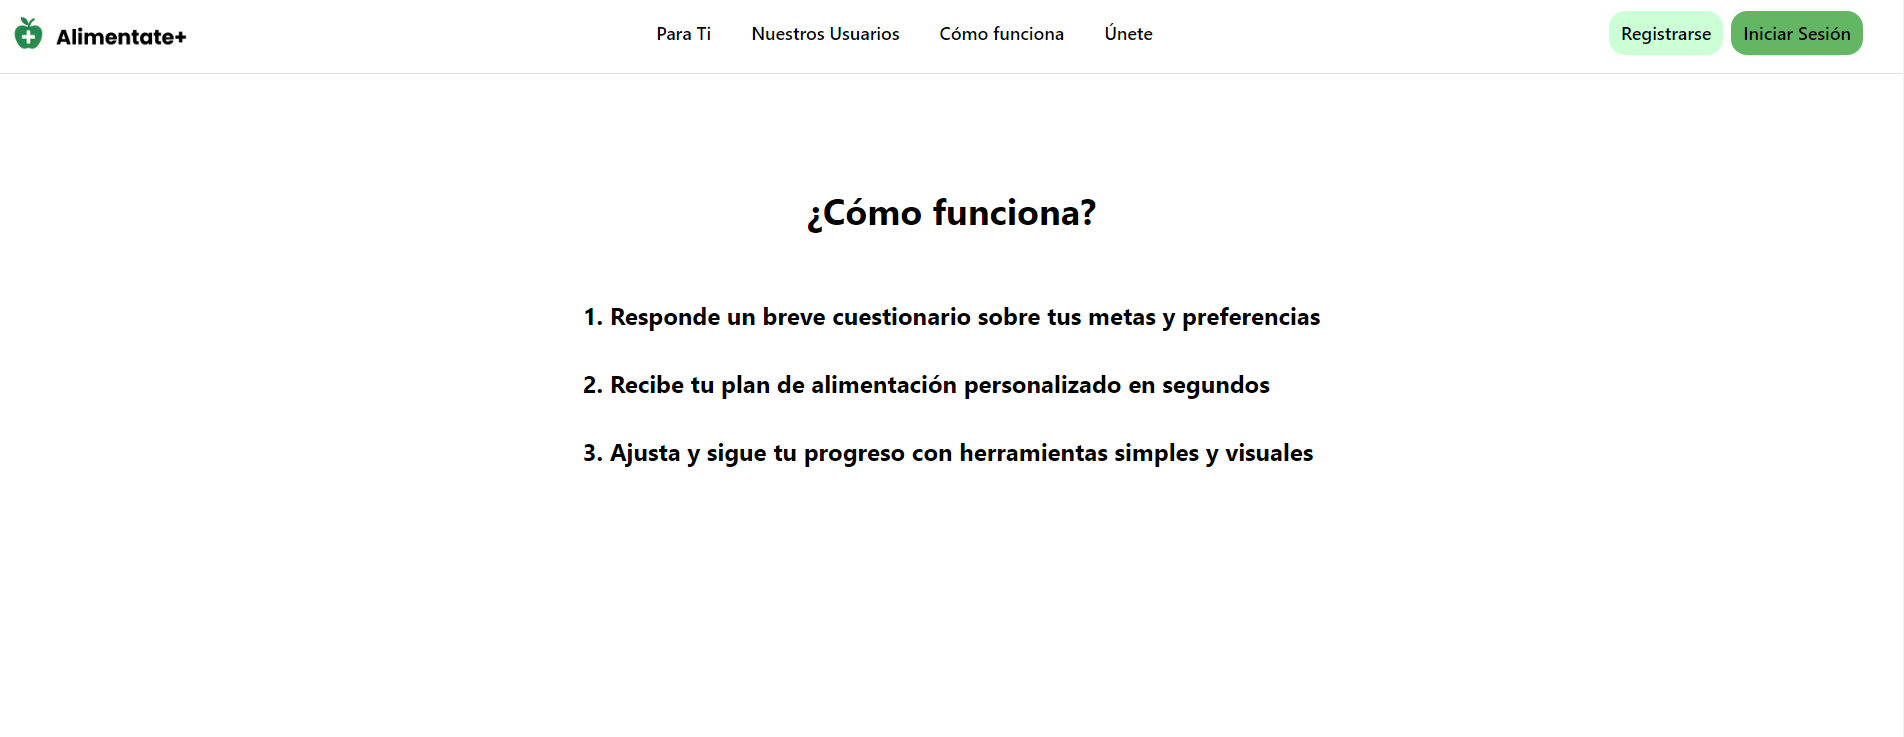 Alimentate+
Para Ti
Nuestros Usuarios
Cómo funciona
Únete
Registrarse
Iniciar Sesión
¿Cómo funciona?
1. Responde un breve cuestionario sobre tus metas y preferencias
2. Recibe tu plan de alimentación personalizado en segundos
3. Ajusta y sigue tu progreso con herramientas simples y visuales